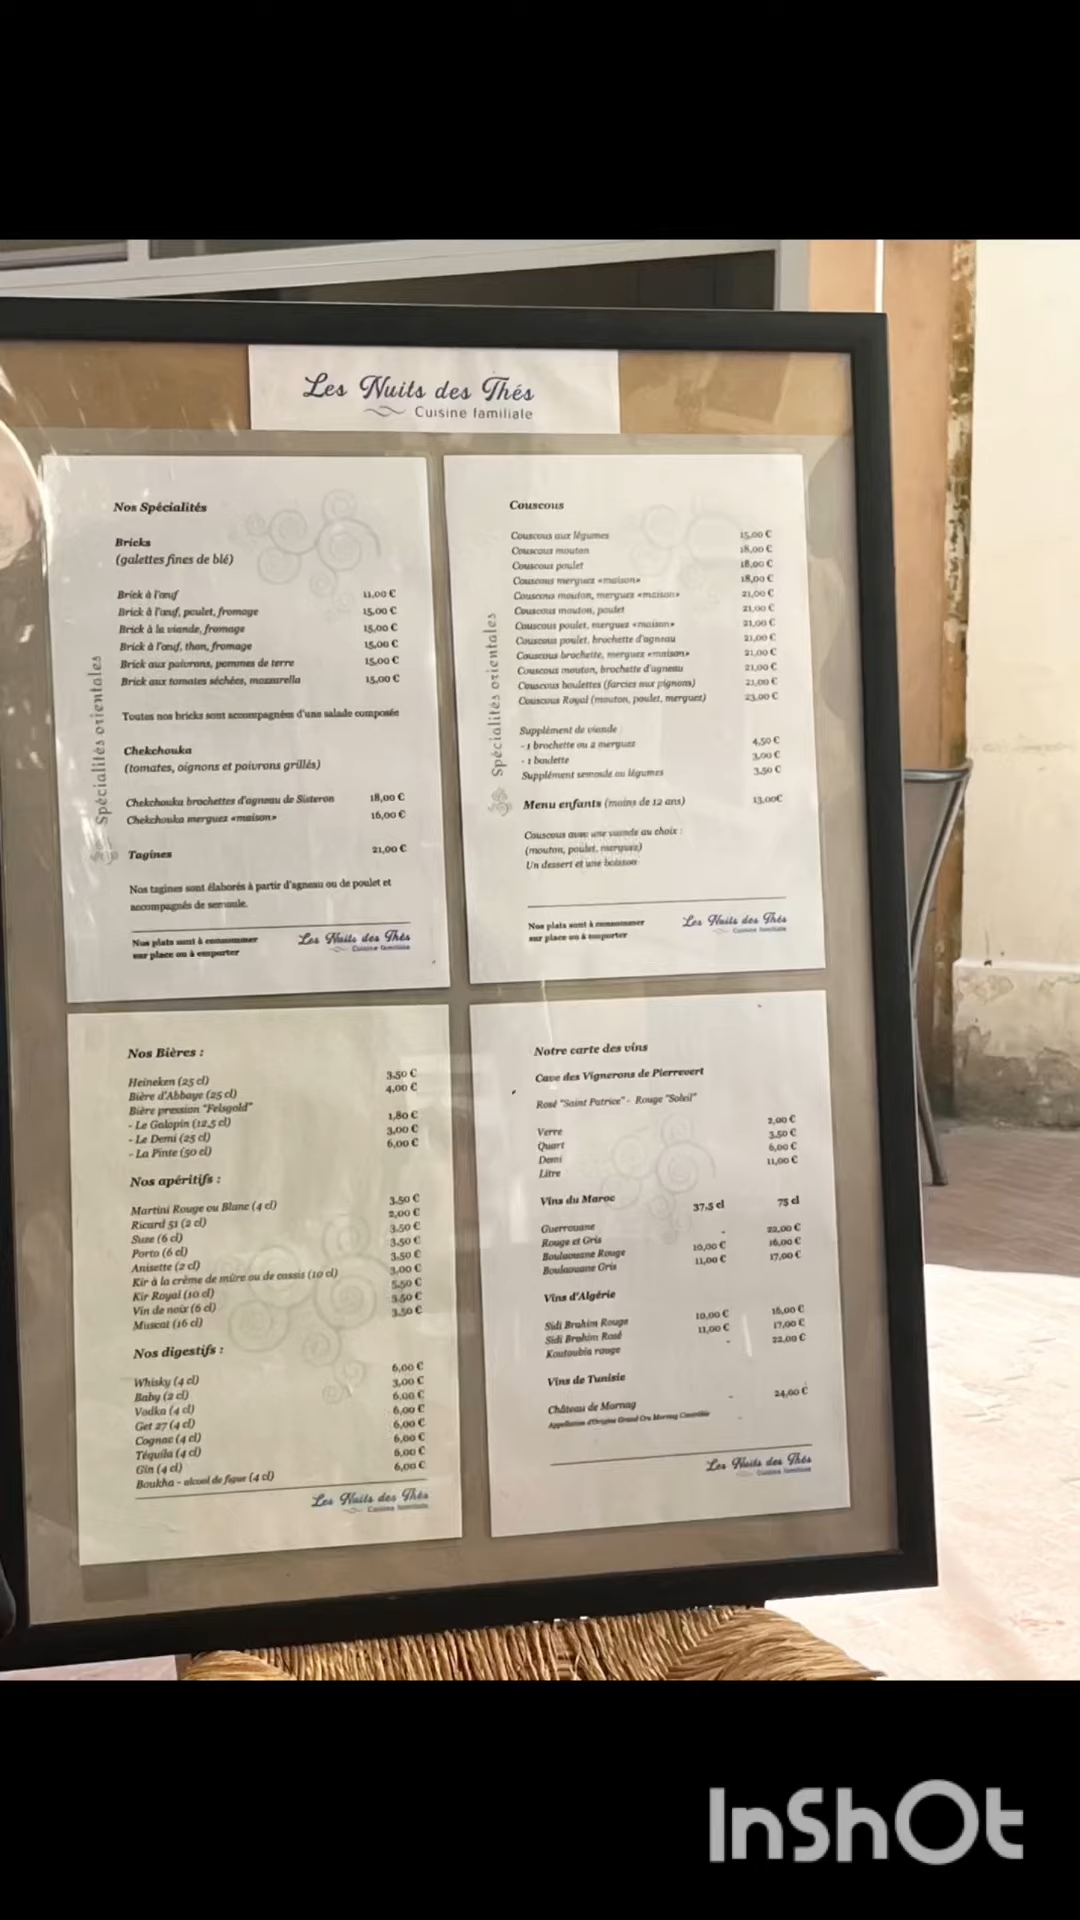 Les Nuits des Thés
Cuisine familiale
Spécialités orientales
Nos Spécialités
Bricks
(galettes fines de blé)
Brick à l'œuf 11,00 €
Brick à l'œuf, poulet, fromage 15,00 €
Brick à la viande, fromage 15,00 €
Brick à l'œuf, thon, fromage 15,00 €
Brick aux poivrons, pommes de terre 15,00 €
Brick aux tomates séchées, mozzarella 15,00 €
Toutes nos bricks sont accompagnées d'une salade composée
Chekchouka
(tomates, oignons et poivrons grillés)
Chekchouka brochettes d'agneau de Sisteron 18,00 €
Chekchouka merguez «maison» 16,00 €
Tagines 21,00 €
Nos tagines sont élaborés à partir d'agneau ou de poulet et
accompagnés de semoule.
Nos plats sont à consommer
sur place ou à emporter
Les Nuits des Thés
Cuisine familiale
Spécialités orientales
Couscous
Couscous aux légumes 15,00 €
Couscous mouton 18,00 €
Couscous poulet 18,00 €
Couscous merguez «maison» 18,00 €
Couscous mouton, merguez «maison» 21,00 €
Couscous mouton, poulet 21,00 €
Couscous poulet, merguez «maison» 21,00 €
Couscous poulet, brochette d'agneau 21,00 €
Couscous brochette, merguez «maison» 21,00 €
Couscous mouton, brochette d'agneau 21,00 €
Couscous boulettes (farcies aux pignons) 21,00 €
Couscous Royal (mouton, poulet, merguez) 23,00 €
Supplément de viande :
- 1 brochette ou 2 merguez 4,50 €
- 1 boulette 3,00 €
Supplément semoule ou légumes 3,50 €
Menu enfants (moins de 12 ans) 13,00€
Couscous avec une viande au choix :
(mouton, poulet, merguez)
Un dessert et une boisson
Nos plats sont à consommer
sur place ou à emporter
Les Nuits des Thés
Cuisine familiale
Nos Bières :
Heineken (25 cl) 3,50 €
Bière d'Abbaye (25 cl) 4,00 €
Bière pression "Felsgold"
- Le Galopin (12,5 cl) 1,80 €
- Le Demi (25 cl) 3,00 €
- La Pinte (50 cl) 6,00 €
Nos apéritifs :
Martini Rouge ou Blanc (4 cl) 3,50 €
Ricard 51 (2 cl) 2,00 €
Suze (6 cl) 3,50 €
Porto (6 cl) 3,50 €
Anisette (2 cl) 3,50 €
Kir à la crème de mûre ou de cassis (10 cl) 3,00 €
Kir Royal (10 cl) 5,50 €
Vin de noix (6 cl) 3,50 €
Muscat (16 cl) 3,50 €
Nos digestifs :
Whisky (4 cl) 6,00 €
Baby (2 cl) 3,00 €
Vodka (4 cl) 6,00 €
Get 27 (4 cl) 6,00 €
Cognac (4 cl) 6,00 €
Téquila (4 cl) 6,00 €
Gin (4 cl) 6,00 €
Boukha - alcool de figue (4 cl) 6,00 €
Les Nuits des Thés
Cuisine familiale
Notre carte des vins
Cave des Vignerons de Pierrevert
Rosé "Saint Patrice" - Rouge "Soleil"
Verre 2,00 €
Quart 3,50 €
Demi 6,00 €
Litre 11,00 €
Vins du Maroc 37,5 cl 75 cl
Guerrouane
Rouge et Gris - 22,00 €
Boulaouane Rouge 10,00 € 16,00 €
Boulaouane Gris 11,00 € 17,00 €
Vins d'Algérie
Sidi Brahim Rouge 10,00 € 16,00 €
Sidi Brahim Rosé 11,00 € 17,00 €
Koutoubia rouge - 22,00 €
Vins de Tunisie
Château de Mornag - 24,00 €
Appellation d'Origine Grand Cru Mornag Contrôlée
Les Nuits des Thés
Cuisine familiale
InShOt